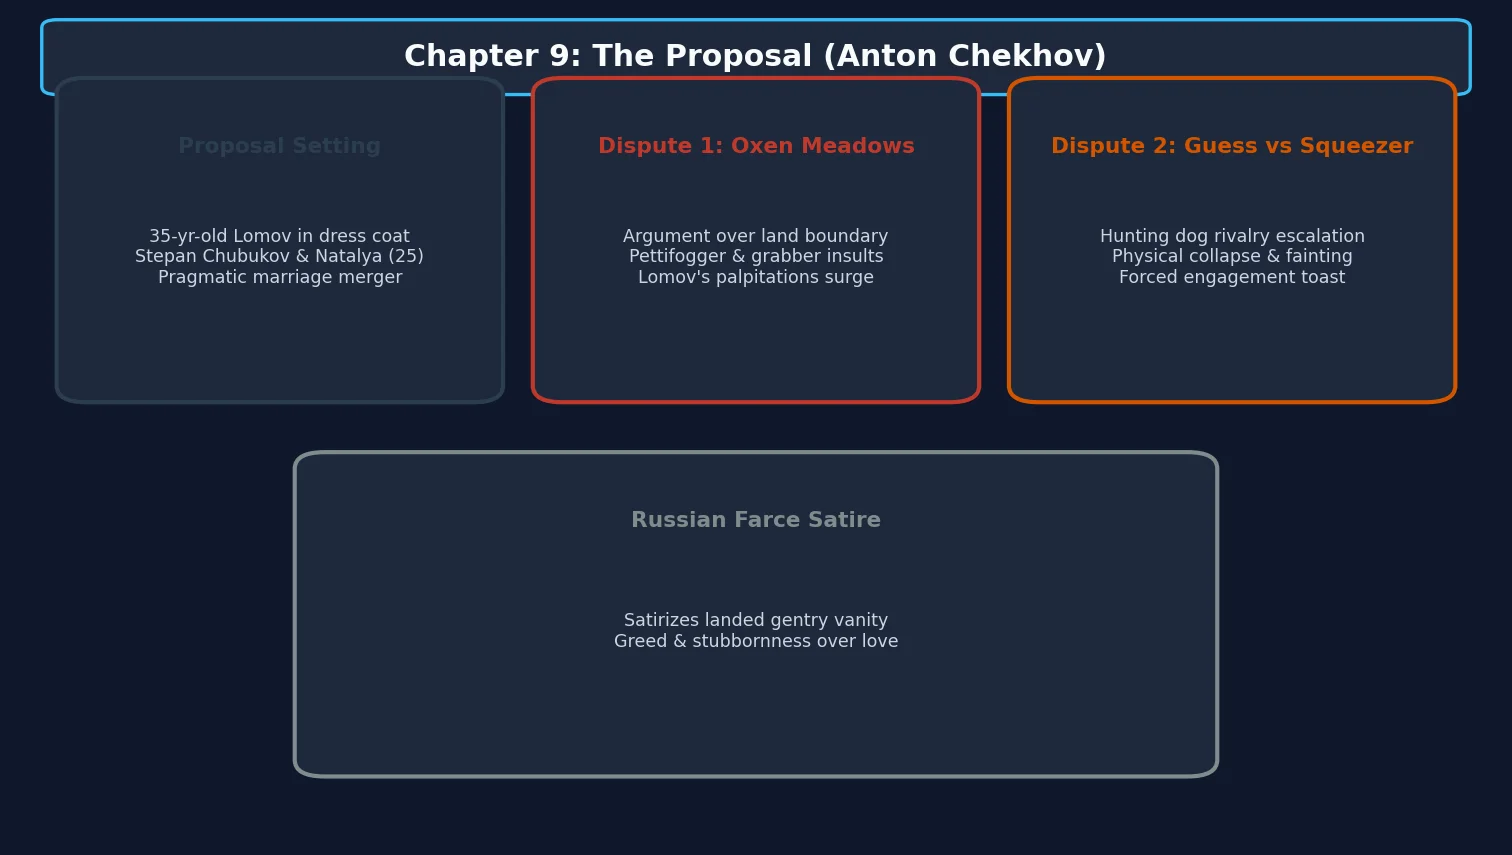 Chapter 9: The Proposal (Anton Chekhov)
Proposal Setting
35-yr-old Lomov in dress coat
Stepan Chubukov & Natalya (25)
Pragmatic marriage merger
Dispute 1: Oxen Meadows
Argument over land boundary
Pettifogger & grabber insults
Lomov's palpitations surge
Dispute 2: Guess vs Squeezer
Hunting dog rivalry escalation
Physical collapse & fainting
Forced engagement toast
Russian Farce Satire
Satirizes landed gentry vanity
Greed & stubbornness over love